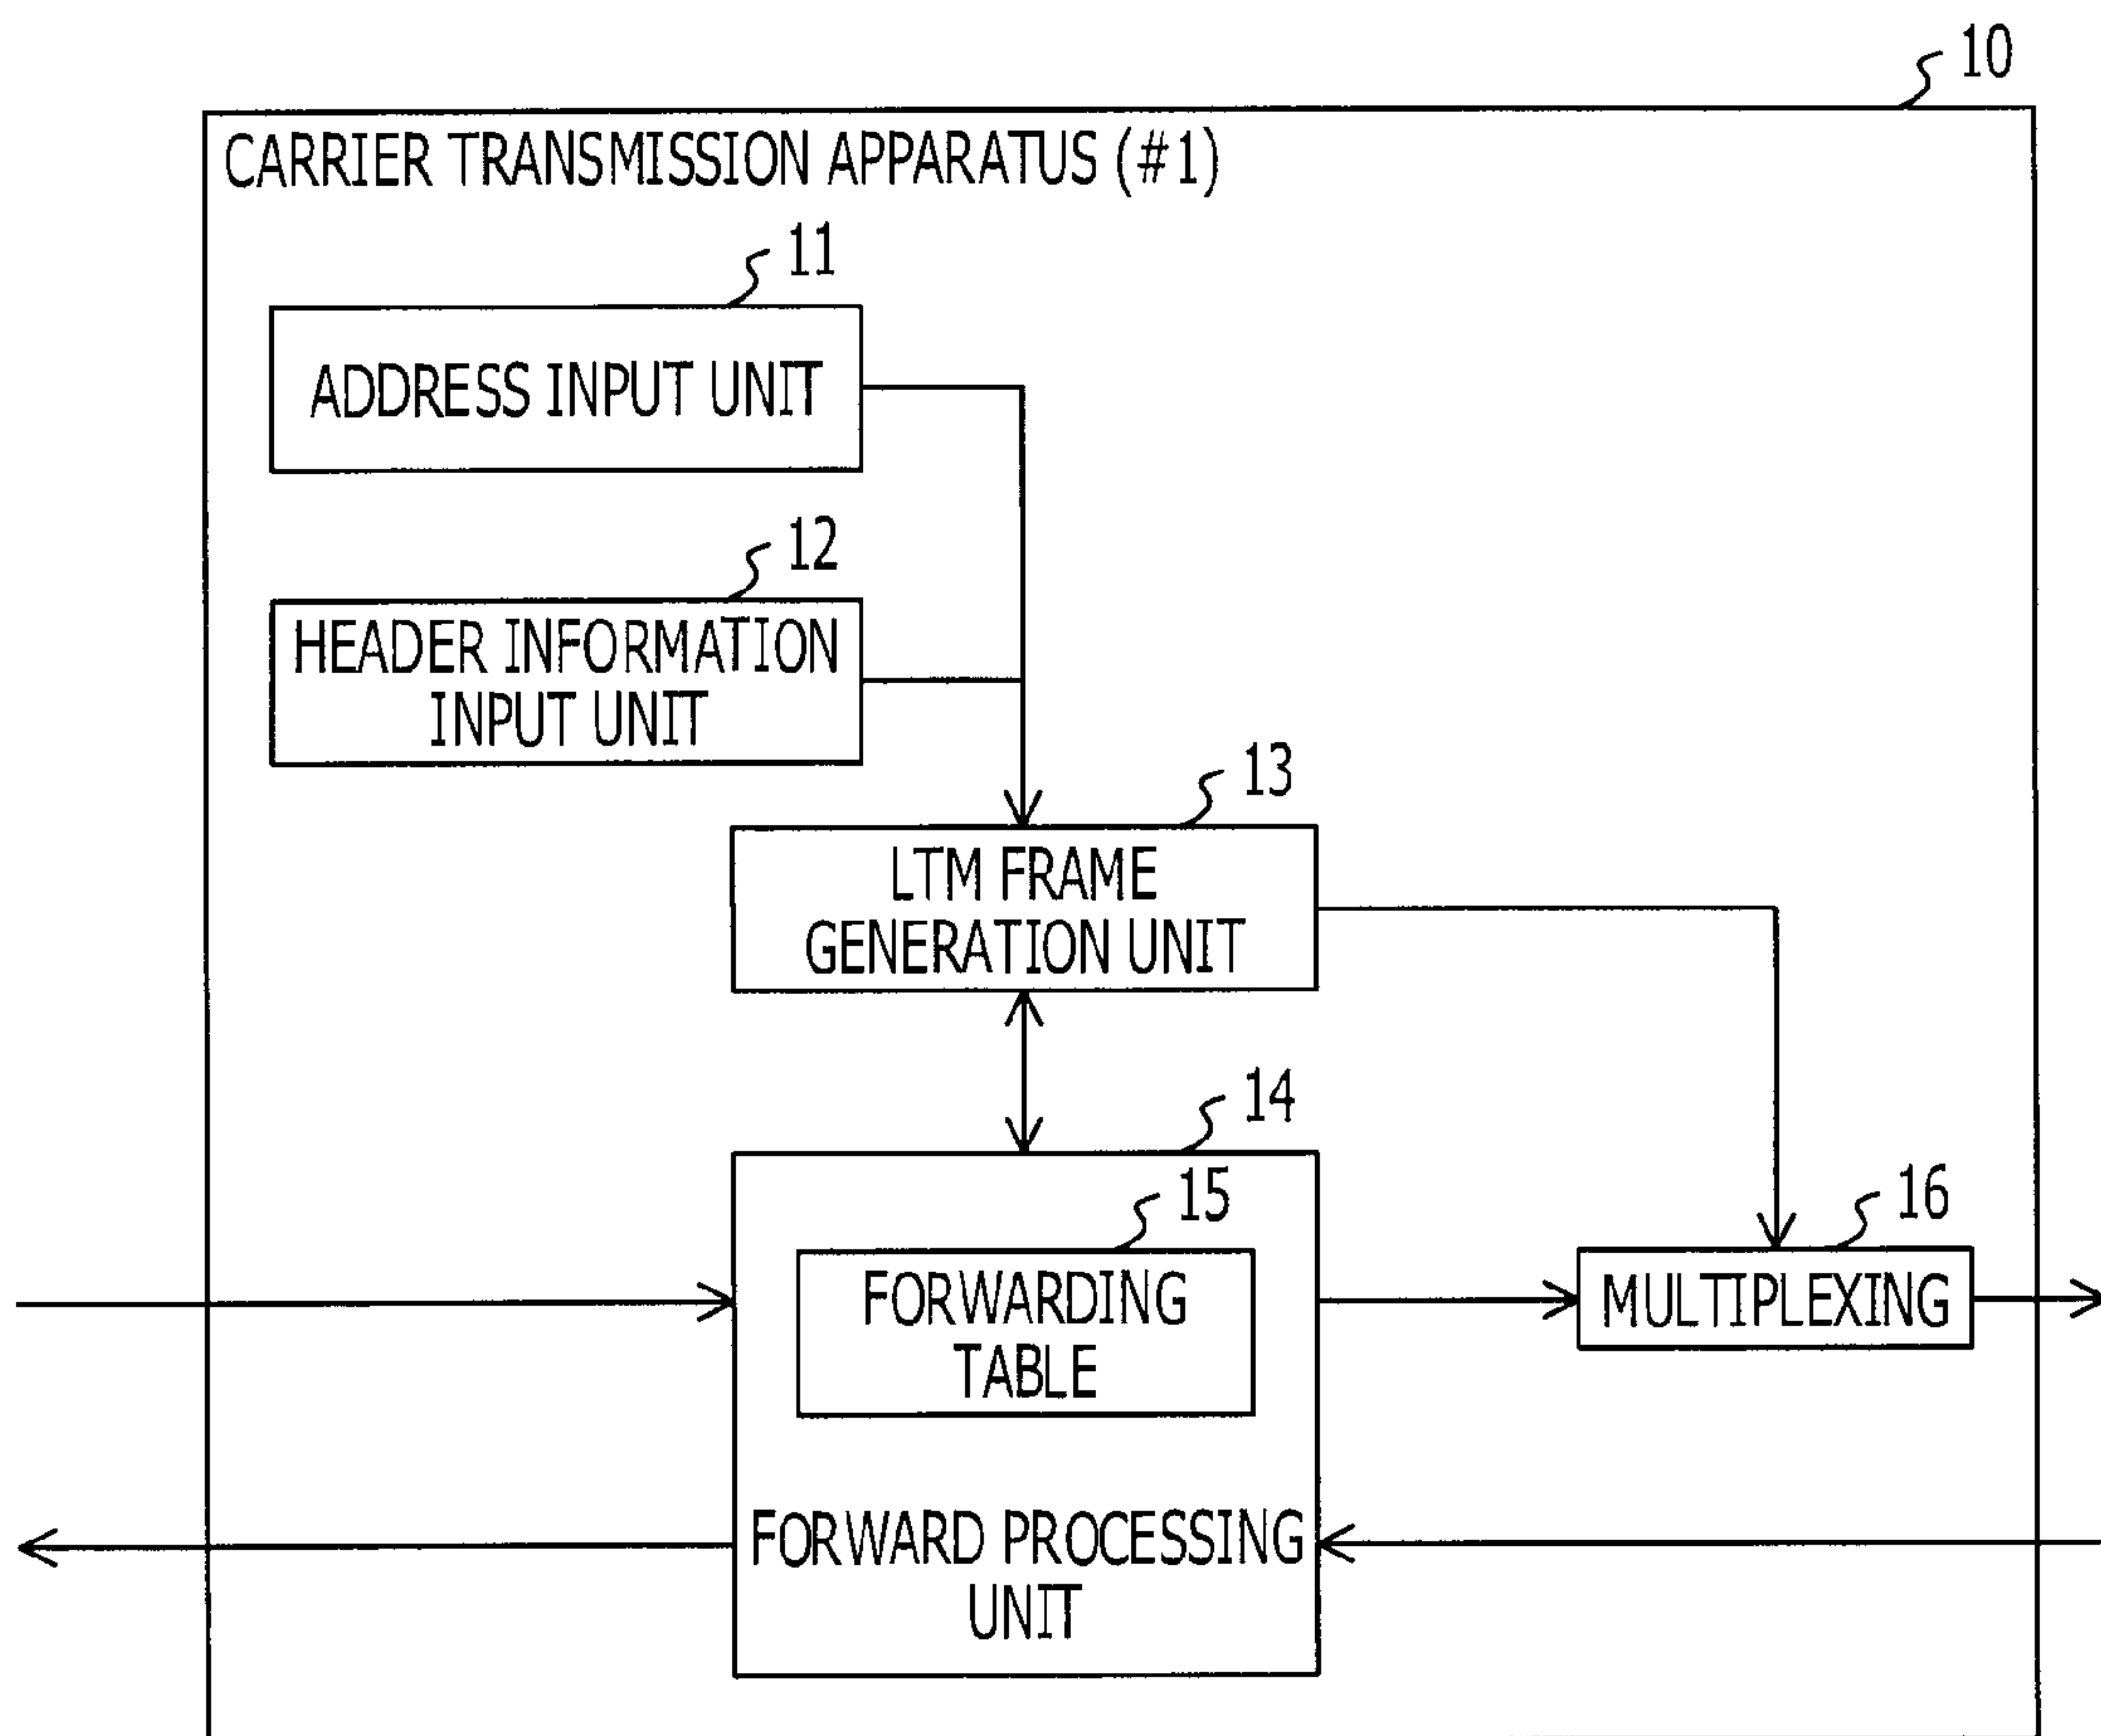 10
CARRIER TRANSMISSION APPARATUS (#1)
11
ADDRESS INPUT UNIT
12
HEADER INFORMATION
INPUT UNIT
13
LTM FRAME
GENERATION UNIT
14
15
FORWARDING
TABLE
16
MULTIPLEXING
FORWARD PROCESSING
UNIT